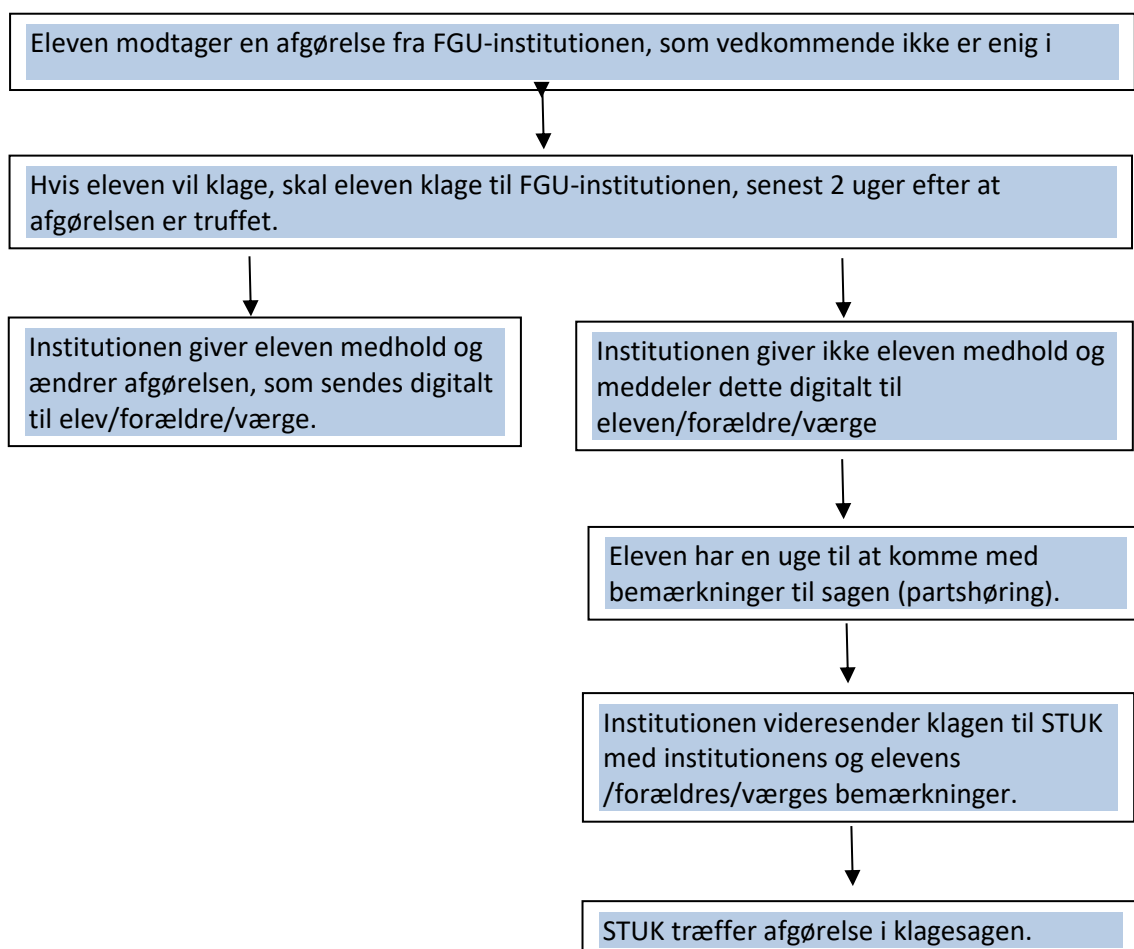 Eleven modtager en afgørelse fra FGU-institutionen, som vedkommende ikke er enig i
Hvis eleven vil klage, skal eleven klage til FGU-institutionen, senest 2 uger efter at
afgørelsen er truffet.
Institutionen giver eleven medhold og
ændrer afgørelsen, som sendes digitalt
til elev/forældre/værge.
Institutionen giver ikke eleven medhold og
meddeler dette digitalt til
eleven/forældre/værge
Eleven har en uge til at komme med
bemærkninger til sagen (partshøring).
Institutionen videresender klagen til STUK
med institutionens og elevens
/forældres/værges bemærkninger.
STUK træffer afgørelse i klagesagen.